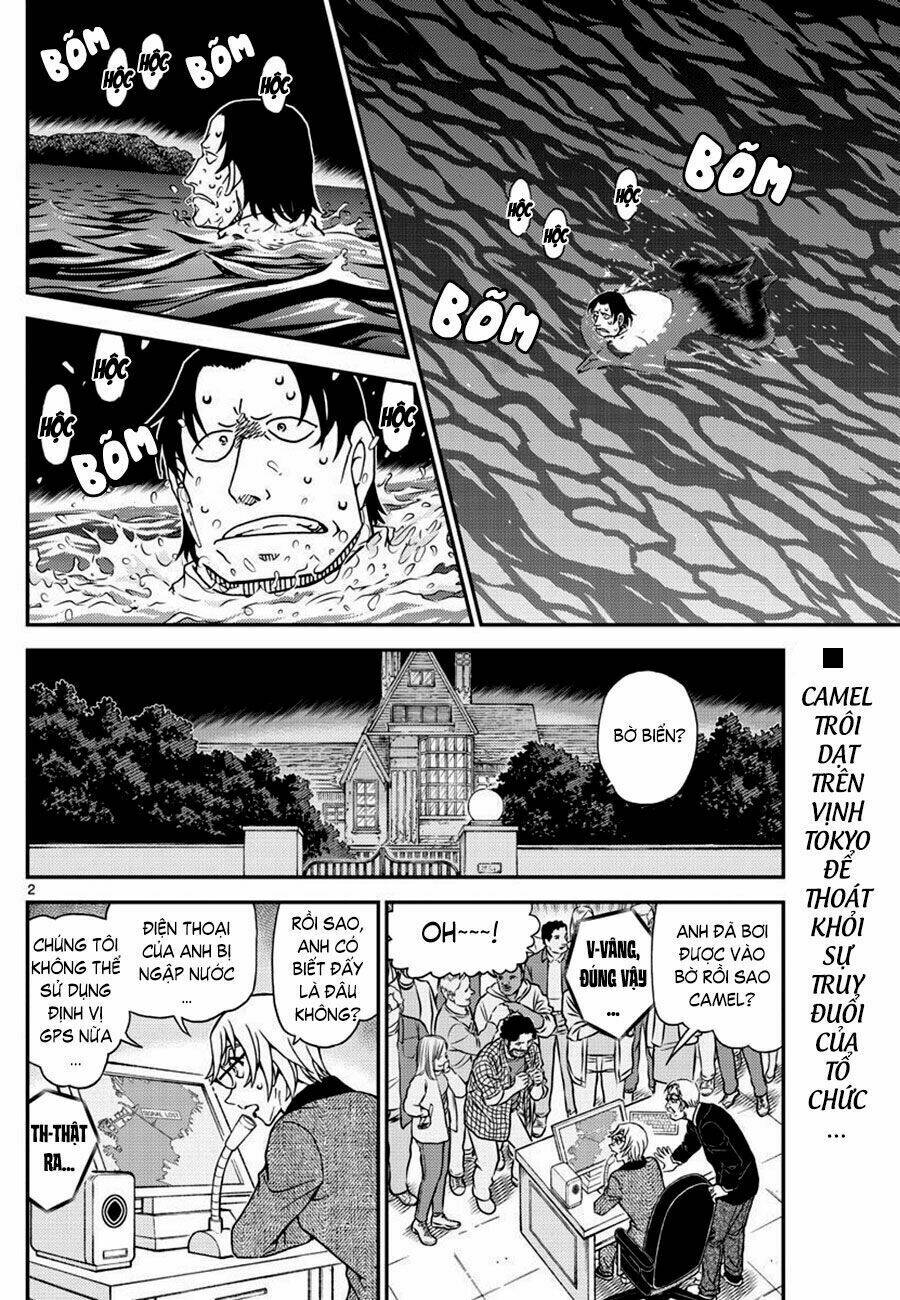 BÕM
HỘC
HỘC
HỘC
BÕM
BÕM
HỘC
HỘC
HỘC
BÕM
HỘC
HỘC
HỘC
BÕM
■
CAMEL
TRÔI
DẠT
TRÊN
VỊNH
TOKYO
ĐỂ
THOÁT
KHỎI
SỰ
TRUY
ĐUỔI
CỦA
TỔ
CHỨC
...
BỜ BIỂN?
2
ANH ĐÃ BƠI
ĐƯỢC VÀO
BỜ RỒI SAO
CAMEL?
V-VÂNG,
ĐÚNG VẬY
...
OH~~~!
RỒI SAO,
ANH CÓ
BIẾT ĐẤY
LÀ ĐÂU
KHÔNG?
ĐIỆN THOẠI
CỦA ANH BỊ
NGẬP NƯỚC
...
CHÚNG TÔI
KHÔNG THỂ
SỬ DỤNG
ĐỊNH VỊ
GPS NỮA
...
SIGNAL LOST
TH-THẬT
RA...